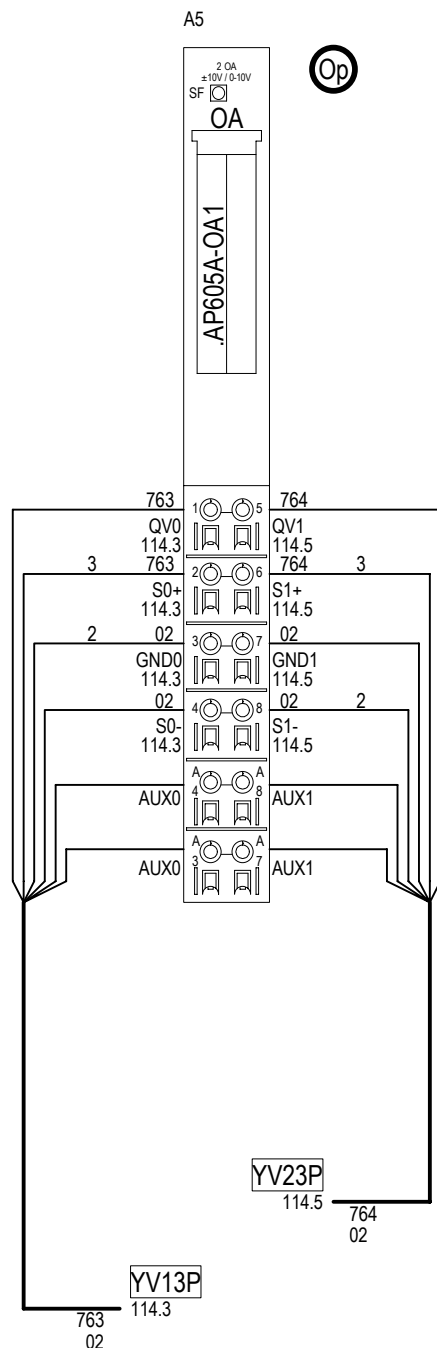 A5
2 OA
±10V / 0-10V
Op
SF
OA
.AP605A-OA1
763 1 5 764
QV0 QV1
114.3 114.5
3 763 2 6 764 3
S0+ S1+
114.3 114.5
2 02 3 7 02
GND0 GND1
114.3 114.5
02 4 8 02 2
S0- S1-
114.3 114.5
A A
AUX0 4 8 AUX1
A A
AUX0 3 7 AUX1
YV23P
114.5
764
02
YV13P
114.3
763
02